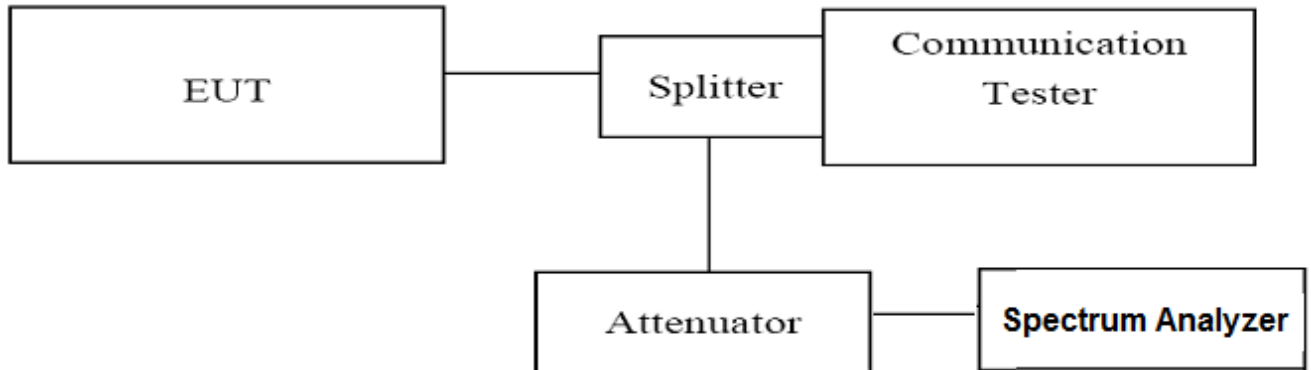 EUT
Splitter
Communication
Tester
Attenuator
Spectrum Analyzer